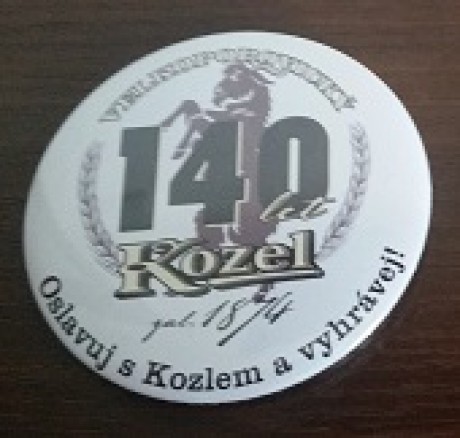 VELKOPOPOVICKÝ
140
let
Kozel
zal. 1874
Oslavuj s Kozlem a vyhrávej!